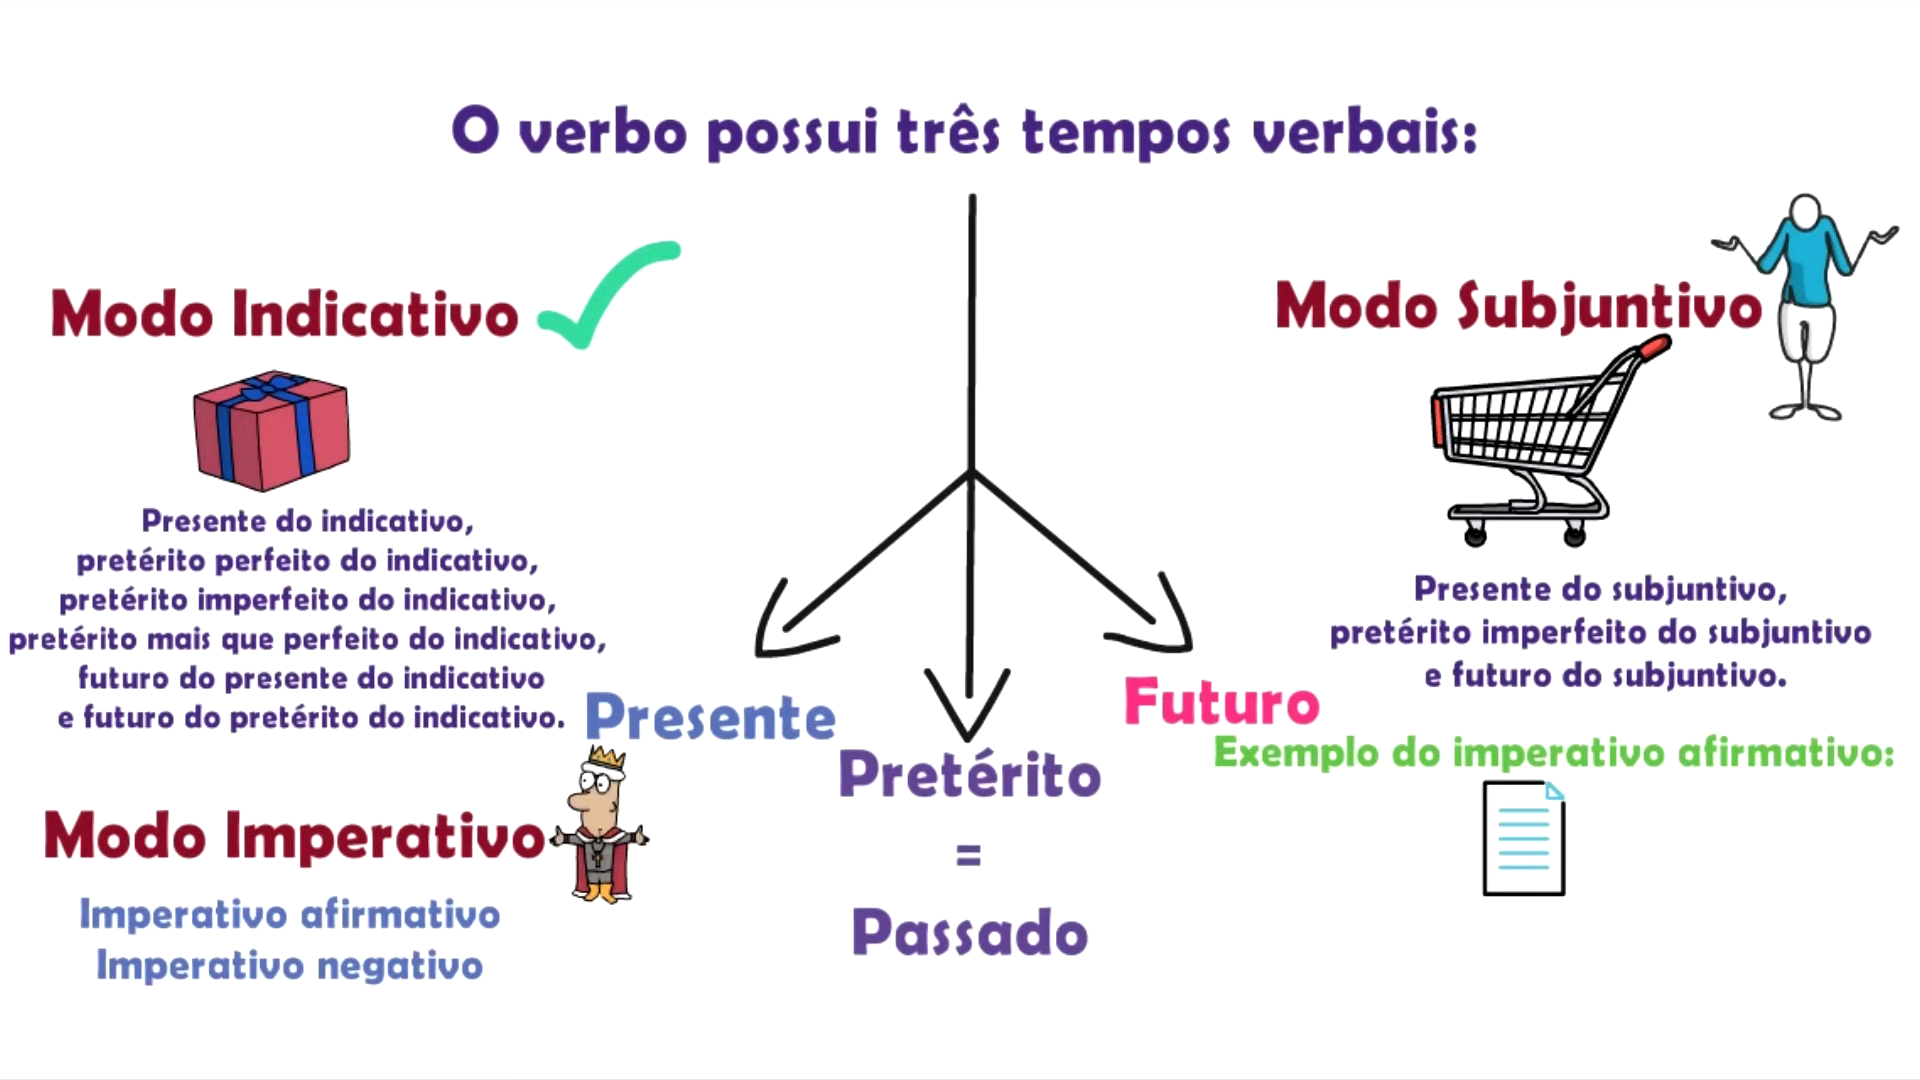 O verbo possui três tempos verbais:
Modo Indicativo
Presente do indicativo,
pretérito perfeito do indicativo,
pretérito imperfeito do indicativo,
pretérito mais que perfeito do indicativo,
futuro do presente do indicativo
e futuro do pretérito do indicativo.
Modo Imperativo
Imperativo afirmativo
Imperativo negativo
Presente
Pretérito
=
Passado
Futuro
Modo Subjuntivo
Presente do subjuntivo,
pretérito imperfeito do subjuntivo
e futuro do subjuntivo.
Exemplo do imperativo afirmativo: